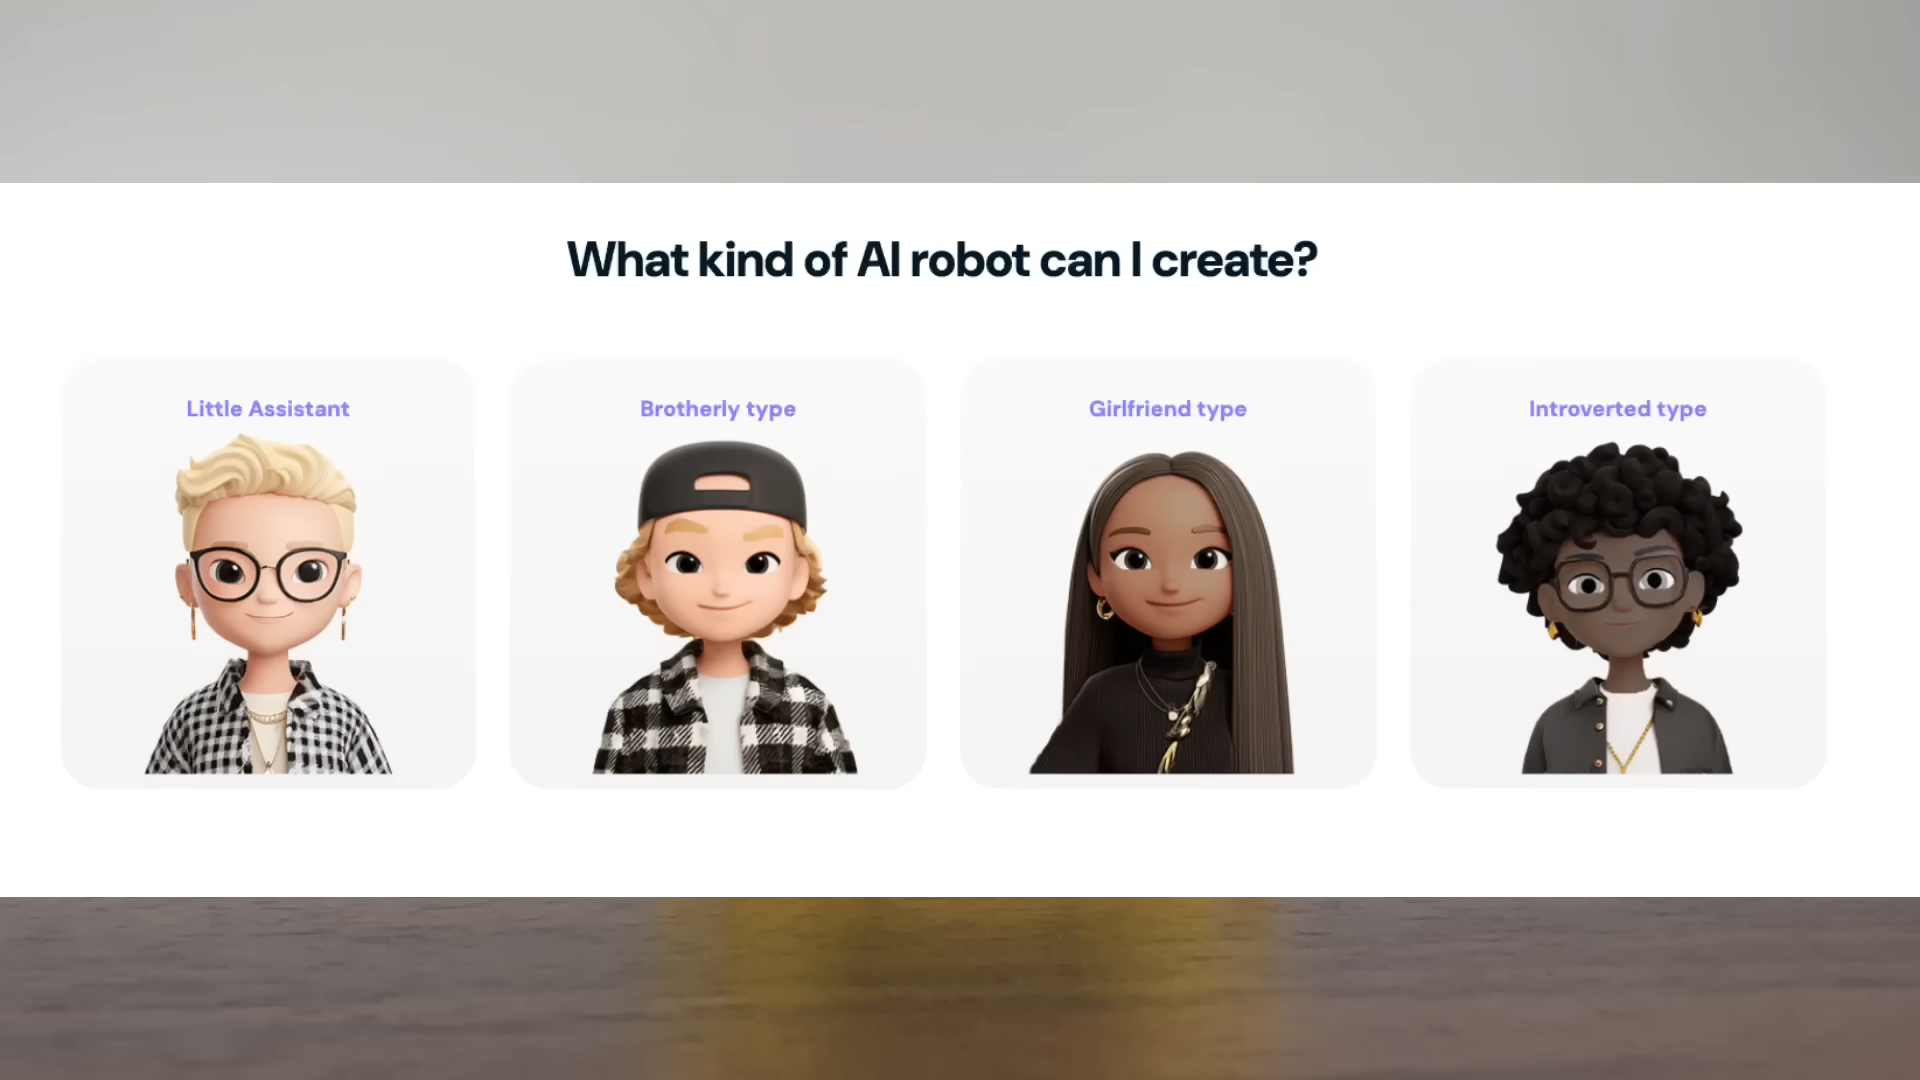 What kind of AI robot can I create?
Little Assistant
Brotherly type
Girlfriend type
Introverted type